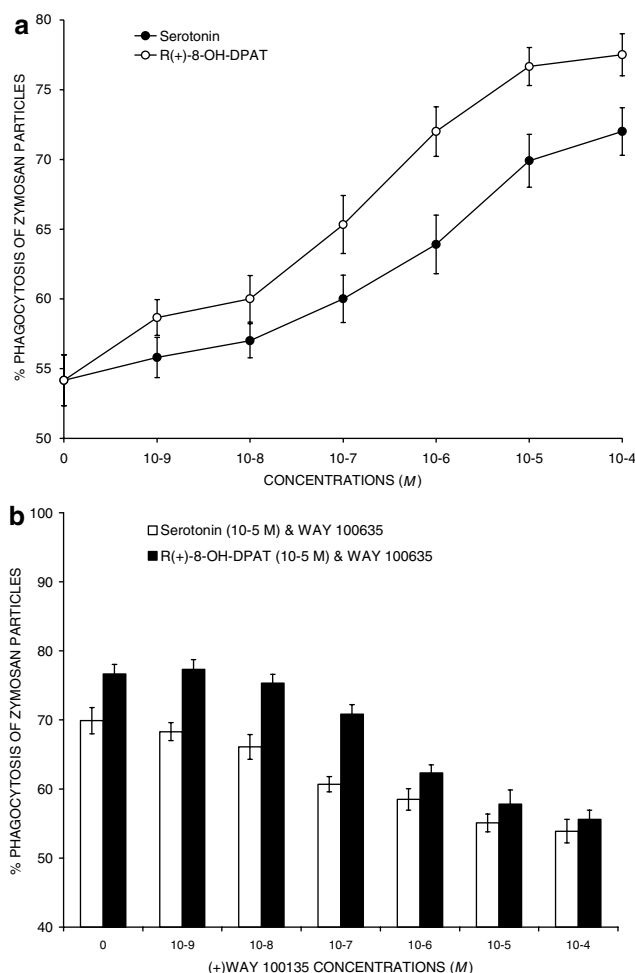 a
Serotonin
R(+)-8-OH-DPAT
% PHAGOCYTOSIS OF ZYMOSAN PARTICLES
80
75
70
65
60
55
50
0 10-9 10-8 10-7 10-6 10-5 10-4
CONCENTRATIONS (M)
b
Serotonin (10-5 M) & WAY 100635
R(+)-8-OH-DPAT (10-5 M) & WAY 100635
% PHAGOCYTOSIS OF ZYMOSAN PARTICLES
100
90
80
70
60
50
40
0 10-9 10-8 10-7 10-6 10-5 10-4
(+)WAY 100135 CONCENTRATIONS (M)